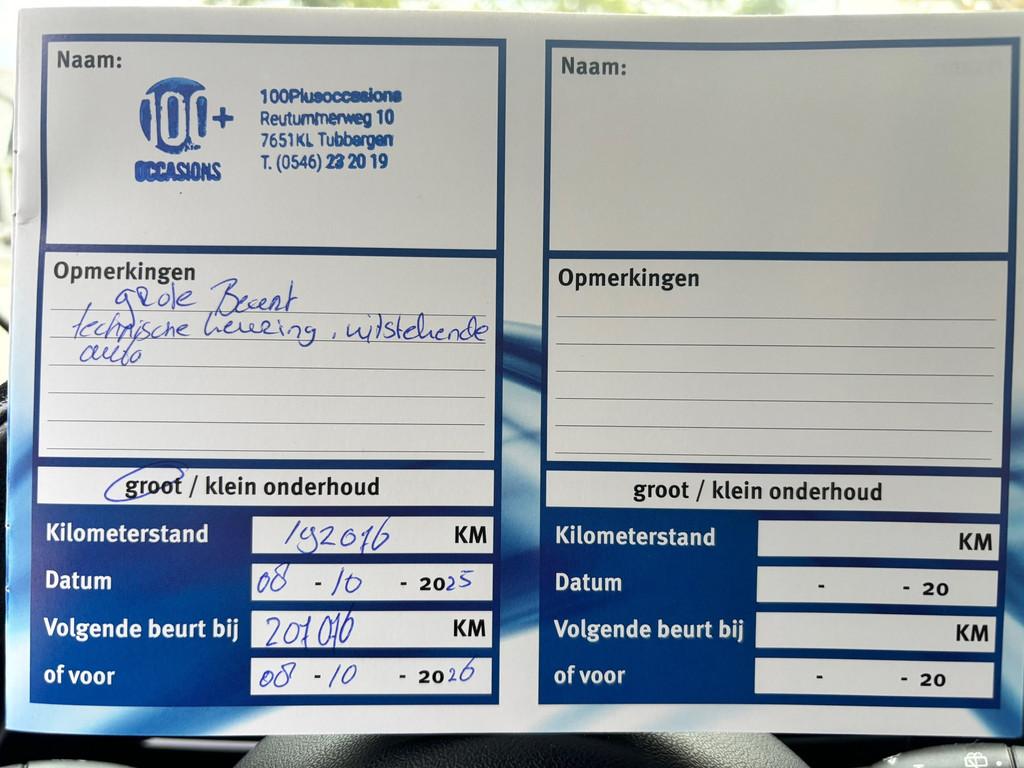 Naam:
100+
OCCASIONS
100Plusoccasions
Reutummerweg 10
7651KL Tubbergen
T. (0546) 23 20 19
Opmerkingen
grote Beurt
technische keuring, uitstekende
auto
groot / klein onderhoud
Kilometerstand 192016 KM
Datum 08 - 10 - 2025
Volgende beurt bij 207016 KM
of voor 08 - 10 - 2026
Naam:
Opmerkingen
groot / klein onderhoud
Kilometerstand KM
Datum - - 20
Volgende beurt bij KM
of voor - - 20